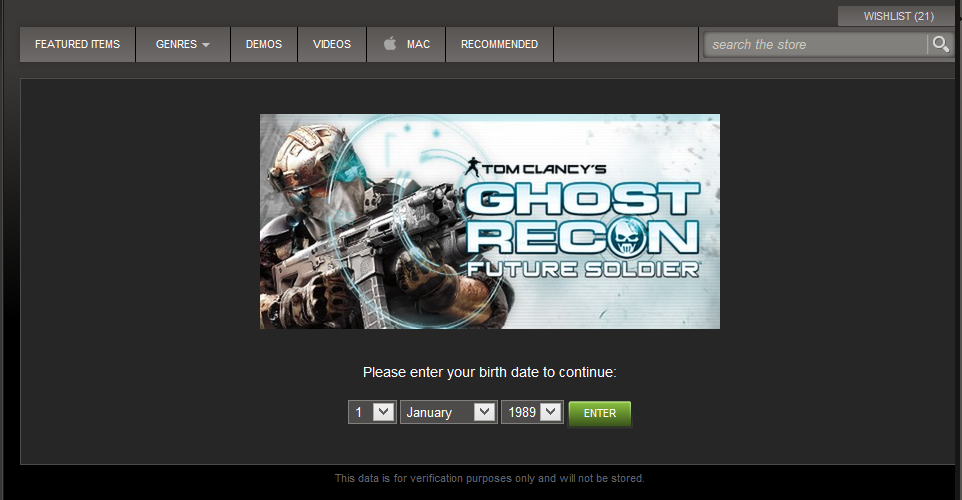 WISHLIST (21)
FEATURED ITEMS GENRES DEMOS VIDEOS MAC RECOMMENDED search the store
TOM CLANCY'S
GHOST
RECON
FUTURE SOLDIER
Please enter your birth date to continue:
1 January 1989 ENTER
This data is for verification purposes only and will not be stored.